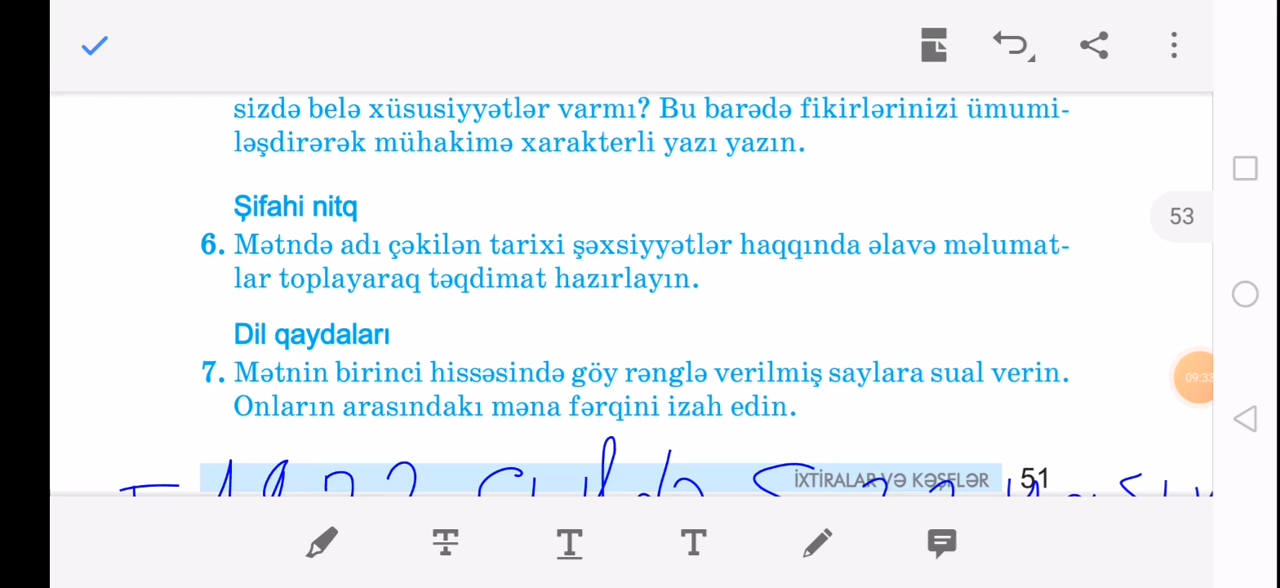 sizdə belə xüsusiyyətlər varmı? Bu barədə fikirlərinizi ümumi-
ləşdirərək mühakimə xarakterli yazı yazın.
53
Şifahi nitq
6. Mətndə adı çəkilən tarixi şəxsiyyətlər haqqında əlavə məlumat-
lar toplayaraq təqdimat hazırlayın.
Dil qaydaları
7. Mətnin birinci hissəsində göy rənglə verilmiş saylara sual verin.
09:33
Onların arasındakı məna fərqini izah edin.
İXTİRALAR VƏ KƏŞFLƏR 51
T T T